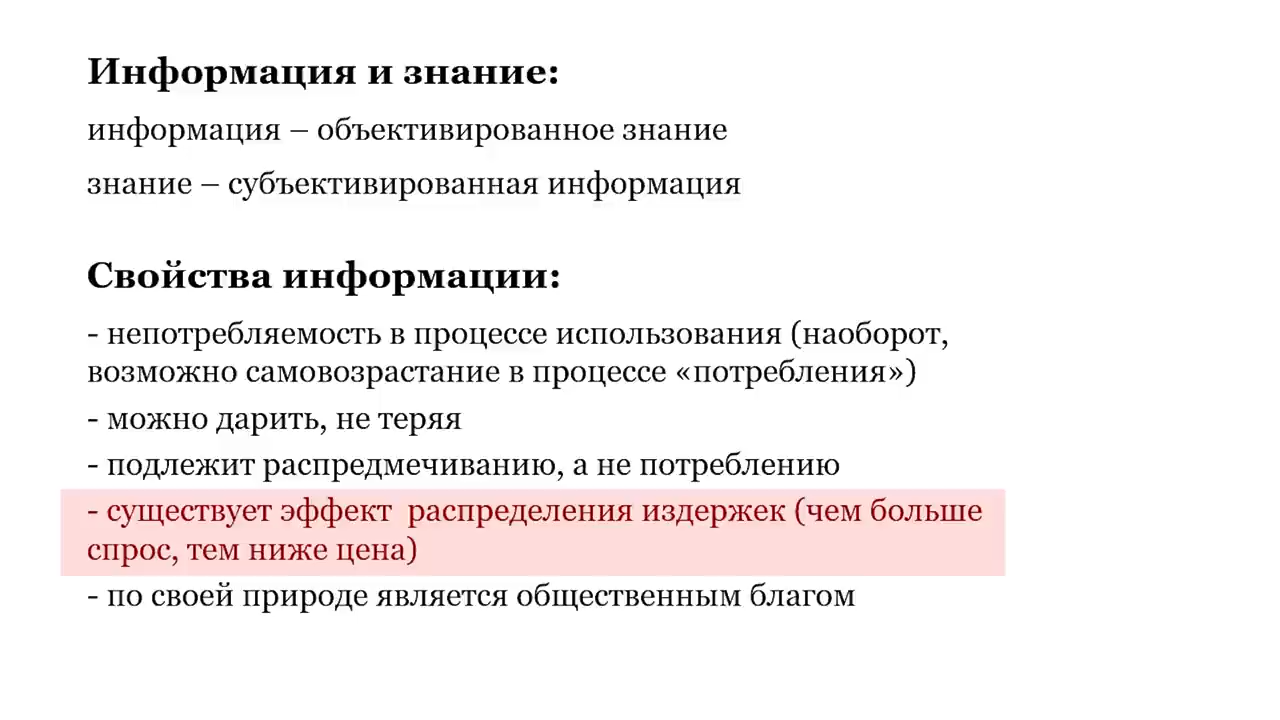 Информация и знание:
информация – объективированное знание
знание – субъективированная информация
Свойства информации:
- непотребляемость в процессе использования (наоборот,
возможно самовозрастание в процессе «потребления»)
- можно дарить, не теряя
- подлежит распредмечиванию, а не потреблению
- существует эффект  распределения издержек (чем больше
спрос, тем ниже цена)
- по своей природе является общественным благом